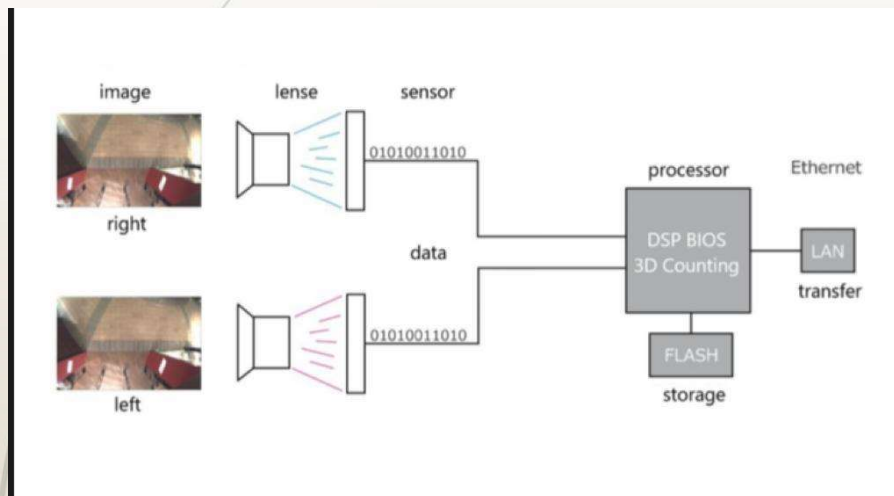 image
lense
sensor
01010011010
right
data
left
01010011010
processor
Ethernet
DSP BIOS
3D Counting
LAN
transfer
FLASH
storage